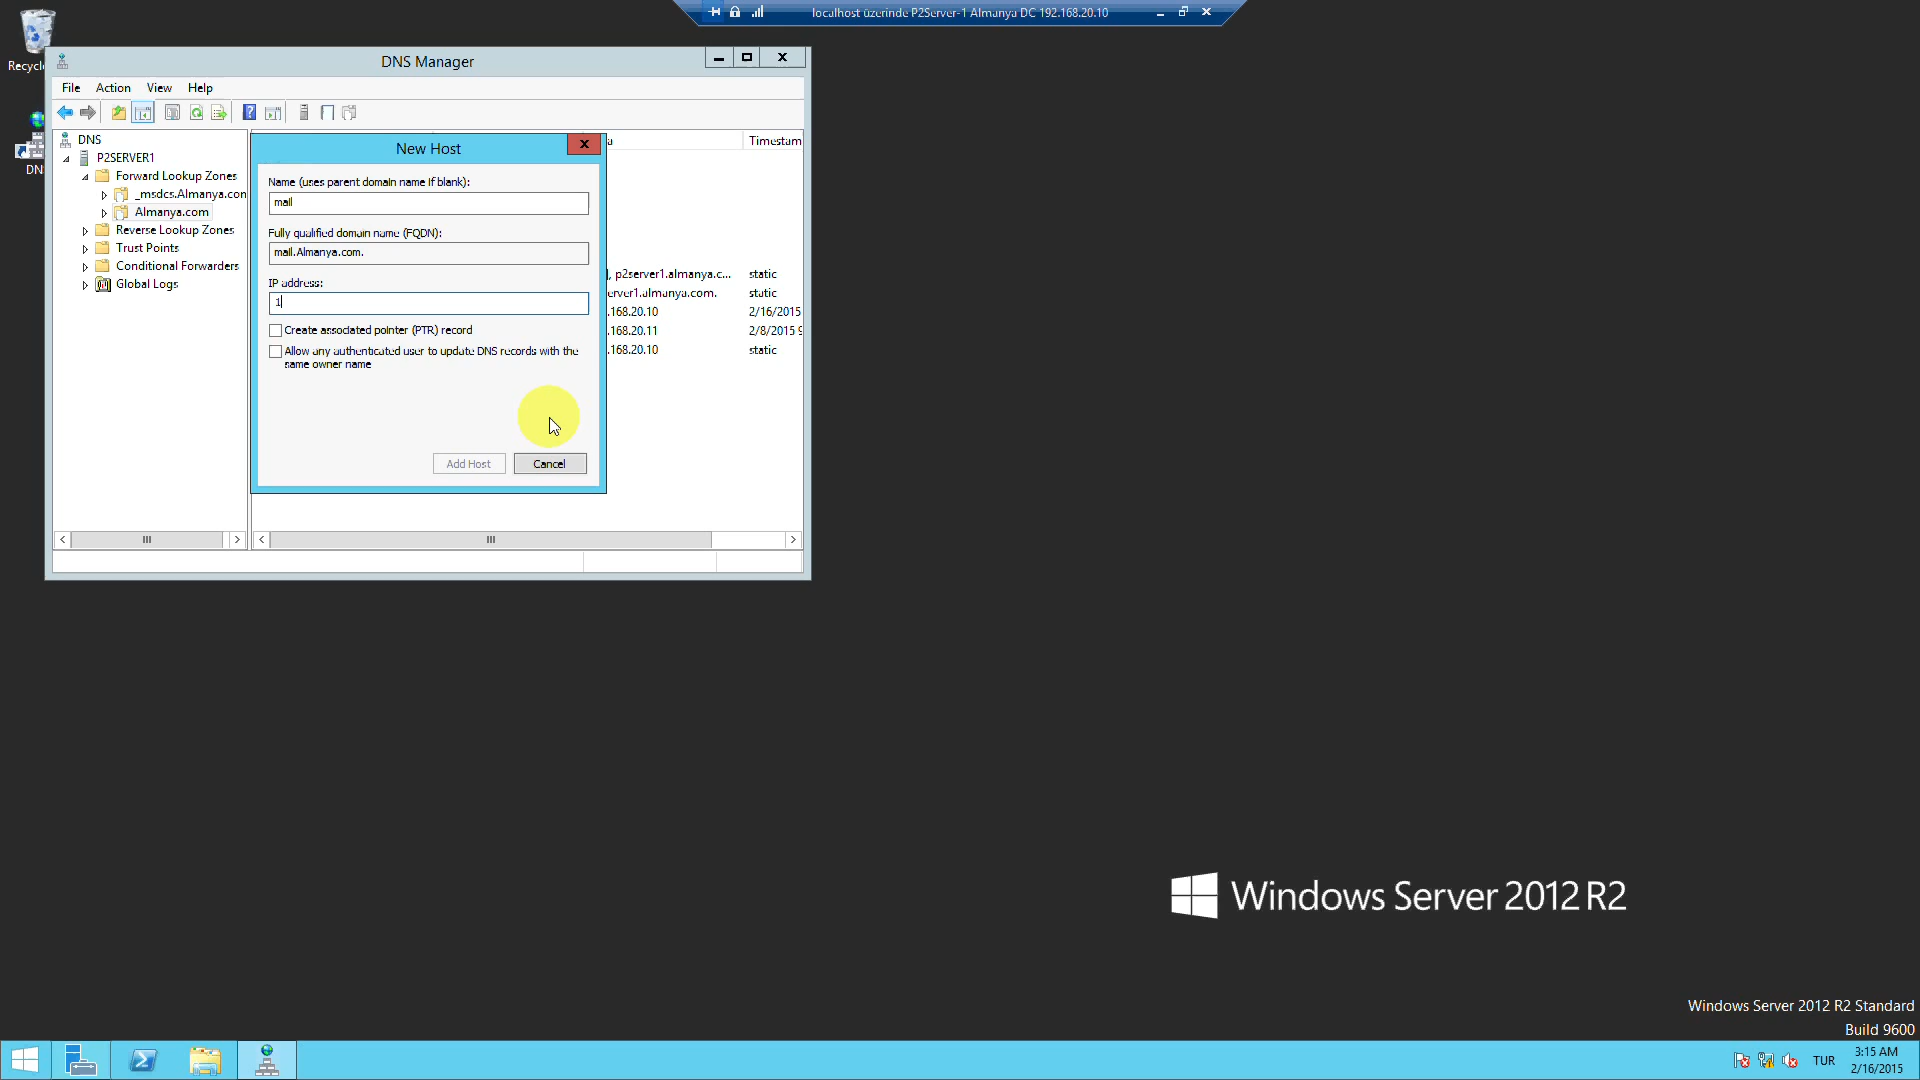 localhost üzerinde P2Server-1 Almanya DC 192.168.20.10
DNS Manager
File Action View Help
DNS
P2SERVER1
Forward Lookup Zones
_msdcs.Almanya.con
Almanya.com
Reverse Lookup Zones
Trust Points
Conditional Forwarders
Global Logs
a Timestam
], p2server1.almanya.c... static
erver1.almanya.com. static
.168.20.10 2/16/2015
.168.20.11 2/8/2015 9
.168.20.10 static
New Host
Name (uses parent domain name if blank):
mail
Fully qualified domain name (FQDN):
mail.Almanya.com.
IP address:
1
Create associated pointer (PTR) record
Allow any authenticated user to update DNS records with the
same owner name
Add Host Cancel
Recycl
DN
Windows Server 2012 R2
Windows Server 2012 R2 Standard
Build 9600
TUR
3:15 AM
2/16/2015